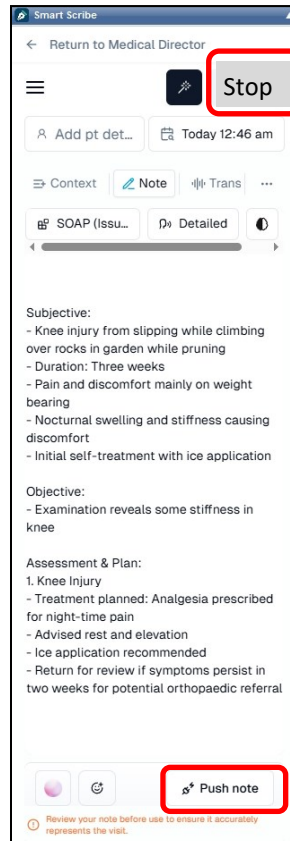 Smart Scribe
← Return to Medical Director
Stop
Add pt det... Today 12:46 am
Context Note Trans ...
SOAP (Issu... Detailed
Subjective:
- Knee injury from slipping while climbing
over rocks in garden while pruning
- Duration: Three weeks
- Pain and discomfort mainly on weight
bearing
- Nocturnal swelling and stiffness causing
discomfort
- Initial self-treatment with ice application
Objective:
- Examination reveals some stiffness in
knee
Assessment & Plan:
1. Knee Injury
- Treatment planned: Analgesia prescribed
for night-time pain
- Advised rest and elevation
- Ice application recommended
- Return for review if symptoms persist in
two weeks for potential orthopaedic referral
Push note
Review your note before use to ensure it accurately
represents the visit.